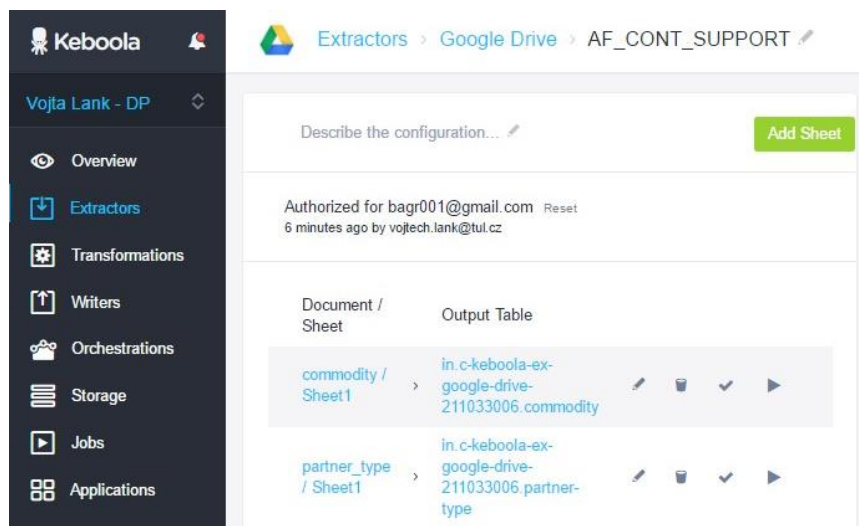 Keboola
Vojta Lank - DP
Overview
Extractors
Transformations
Writers
Orchestrations
Storage
Jobs
Applications
Extractors > Google Drive > AF_CONT_SUPPORT
Describe the configuration...
Add Sheet
Authorized for bagr001@gmail.com Reset
6 minutes ago by vojtech.lank@tul.cz
Document /
Sheet
Output Table
commodity /
Sheet1
>
in.c-keboola-ex-
google-drive-
211033006.commodity
partner_type
/ Sheet1
>
in.c-keboola-ex-
google-drive-
211033006.partner-
type